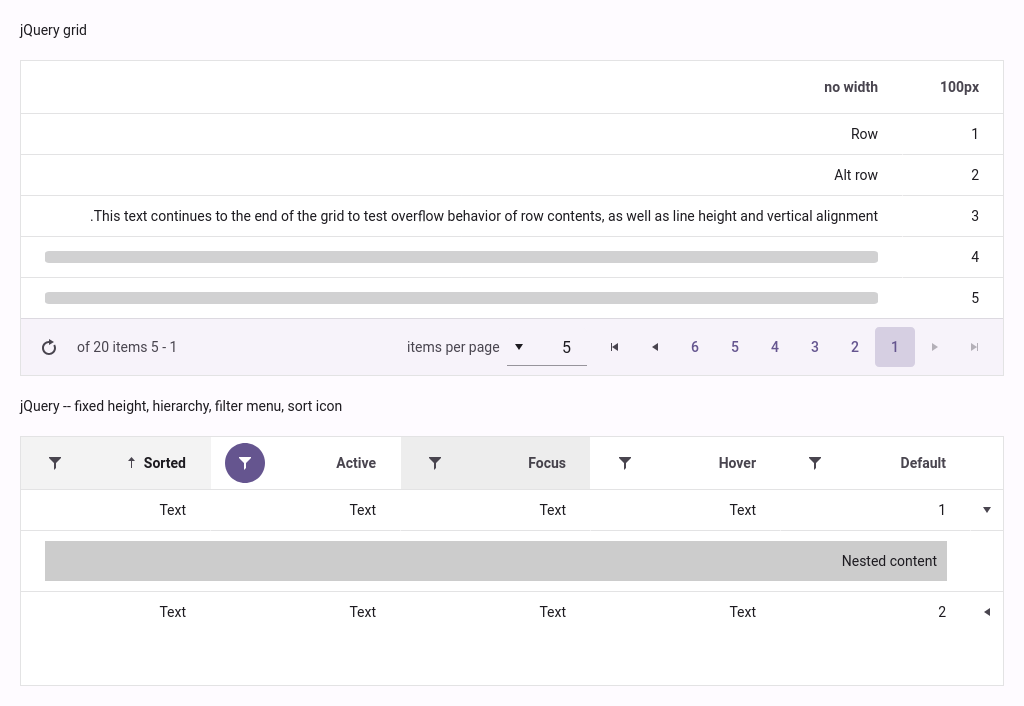 jQuery grid
100px no width
1 Row
2 Alt row
3 .This text continues to the end of the grid to test overflow behavior of row contents, as well as line height and vertical alignment
4
5
1 2 3 4 5 6 5 items per page of 20 items 5 - 1
jQuery -- fixed height, hierarchy, filter menu, sort icon
Default Hover Focus Active Sorted
1 Text Text Text Text
Nested content
2 Text Text Text Text